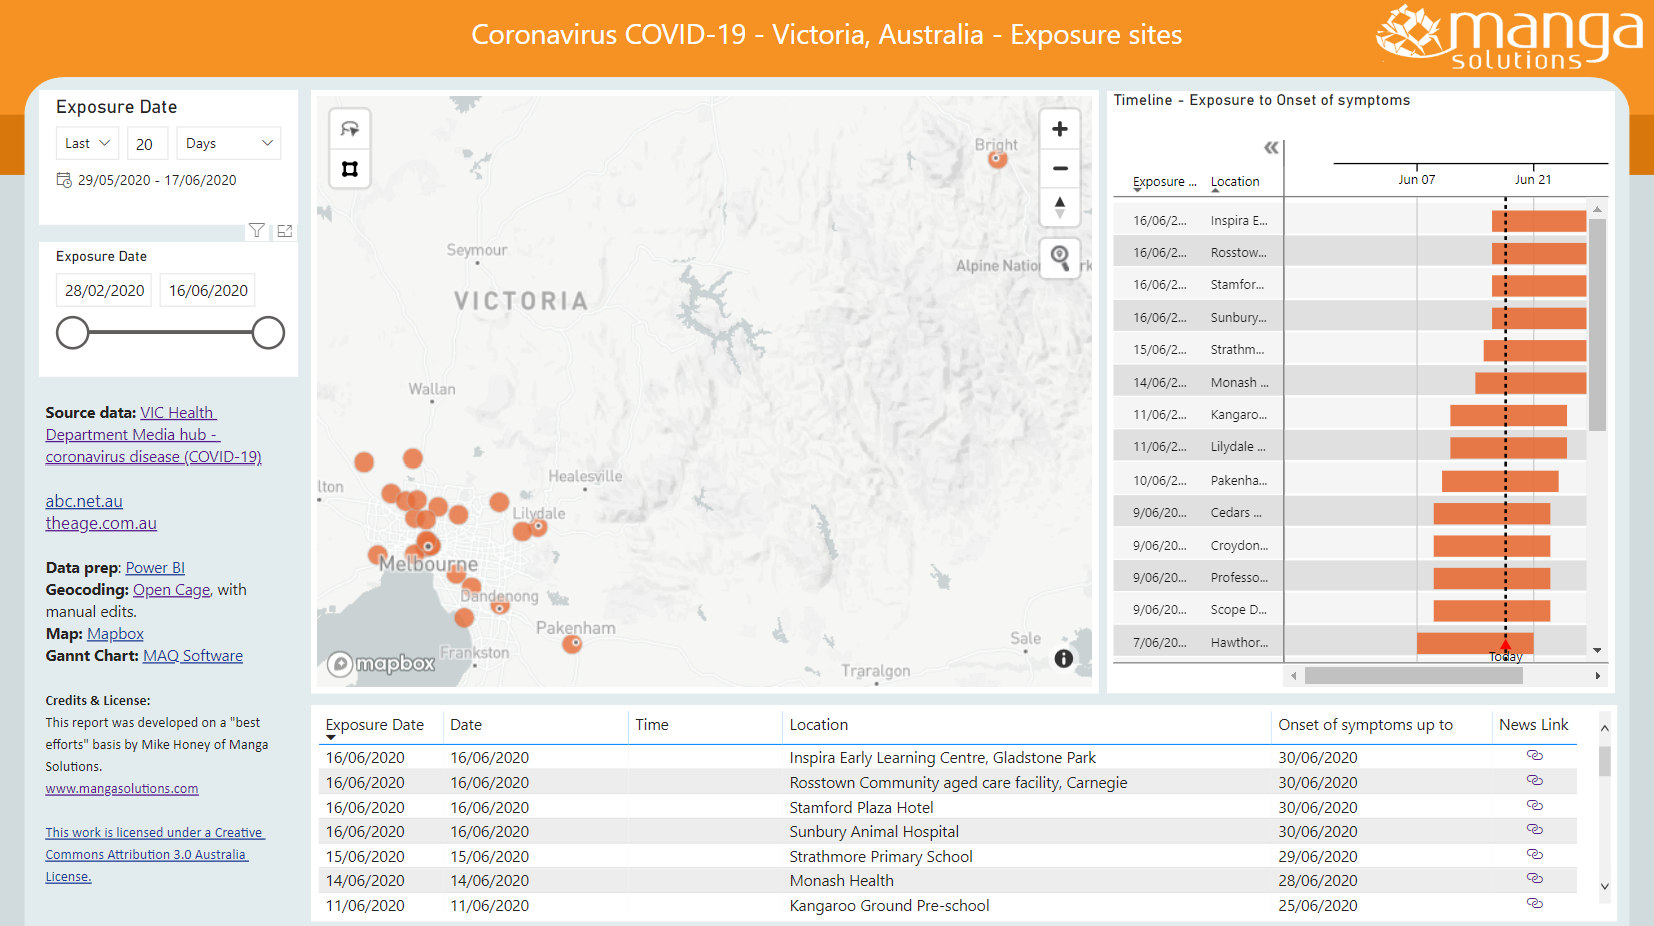 Coronavirus COVID-19 - Victoria, Australia - Exposure sites
manga
solutions
Exposure Date
Last
20
Days
29/05/2020 - 17/06/2020
Exposure Date
28/02/2020
16/06/2020
Source data: VIC Health
Department Media hub -
coronavirus disease (COVID-19)
abc.net.au
theage.com.au
Data prep: Power BI
Geocoding: Open Cage, with
manual edits.
Map: Mapbox
Gannt Chart: MAQ Software
Credits & License:
This report was developed on a "best
efforts" basis by Mike Honey of Manga
Solutions.
www.mangasolutions.com
This work is licensed under a Creative
Commons Attribution 3.0 Australia
License.
Bright
Seymour
Alpine Natio
rk
VICTORIA
Wallan
Healesville
lton
Lilydale
Melbourne
Dandenong
Pakenham
Sale
Frankston
Traralgon
mapbox
Timeline - Exposure to Onset of symptoms
Exposure ... Location Jun 07 Jun 21
16/06/2... Inspira E...
16/06/2... Rosstow...
16/06/2... Stamfor...
16/06/2... Sunbury...
15/06/2... Strathm...
14/06/2... Monash ...
11/06/2... Kangaro...
11/06/2... Lilydale ...
10/06/2... Pakenha...
9/06/20... Cedars ...
9/06/20... Croydon...
9/06/20... Professo...
9/06/20... Scope D...
7/06/20... Hawthor...
Today
Exposure Date Date Time Location Onset of symptoms up to News Link
16/06/2020 16/06/2020 Inspira Early Learning Centre, Gladstone Park 30/06/2020
16/06/2020 16/06/2020 Rosstown Community aged care facility, Carnegie 30/06/2020
16/06/2020 16/06/2020 Stamford Plaza Hotel 30/06/2020
16/06/2020 16/06/2020 Sunbury Animal Hospital 30/06/2020
15/06/2020 15/06/2020 Strathmore Primary School 29/06/2020
14/06/2020 14/06/2020 Monash Health 28/06/2020
11/06/2020 11/06/2020 Kangaroo Ground Pre-school 25/06/2020